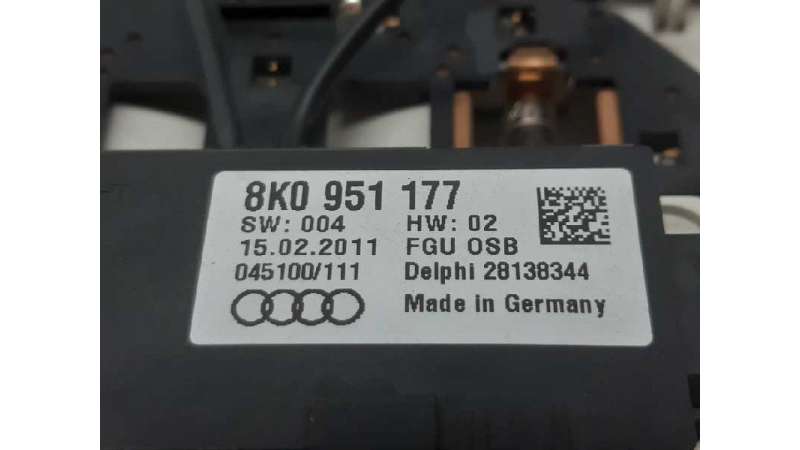 8K0 951 177
SW: 004 HW: 02
15.02.2011 FGU OSB
045100/111 Delphi 28138344
Made in Germany